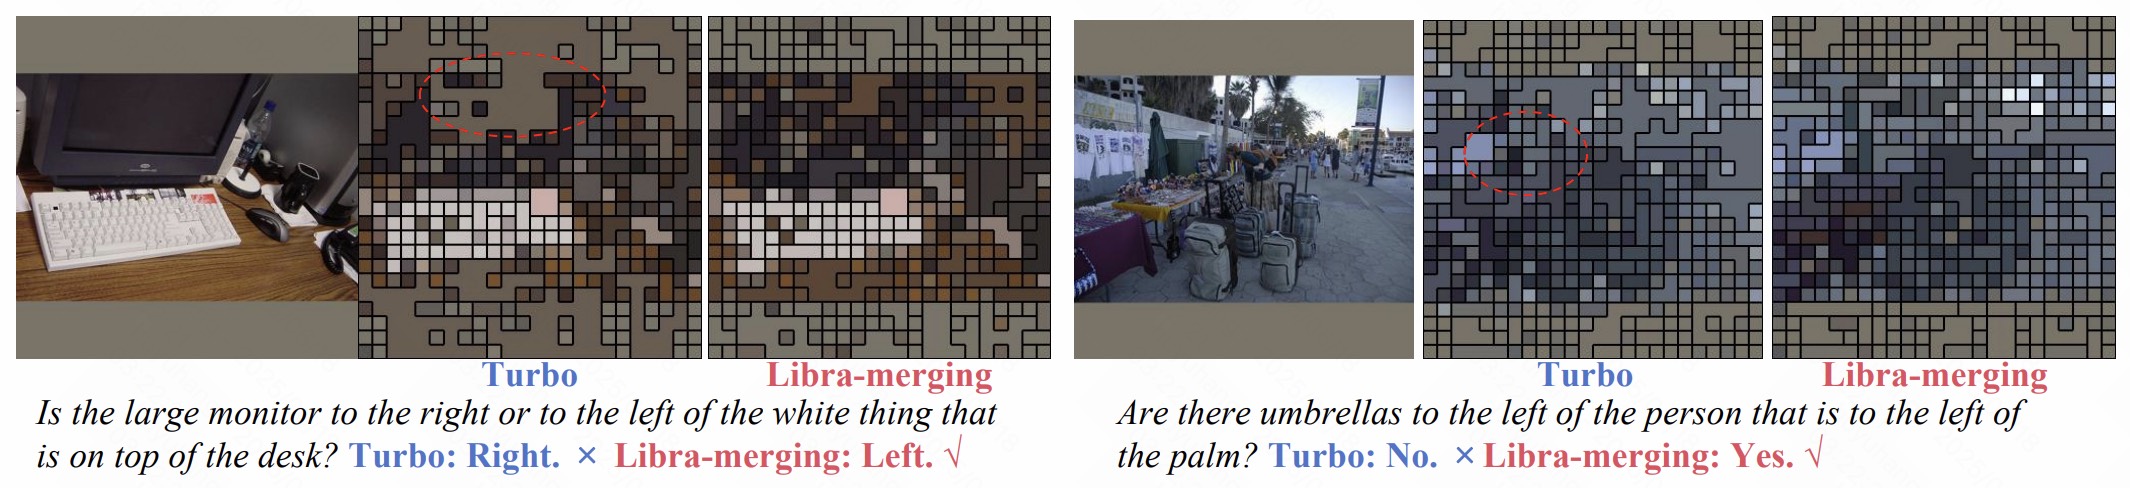 Turbo
Libra-merging
Is the large monitor to the right or to the left of the white thing that
is on top of the desk? Turbo: Right. × Libra-merging: Left. √
Turbo
Libra-merging
Are there umbrellas to the left of the person that is to the left of
the palm? Turbo: No. × Libra-merging: Yes. √